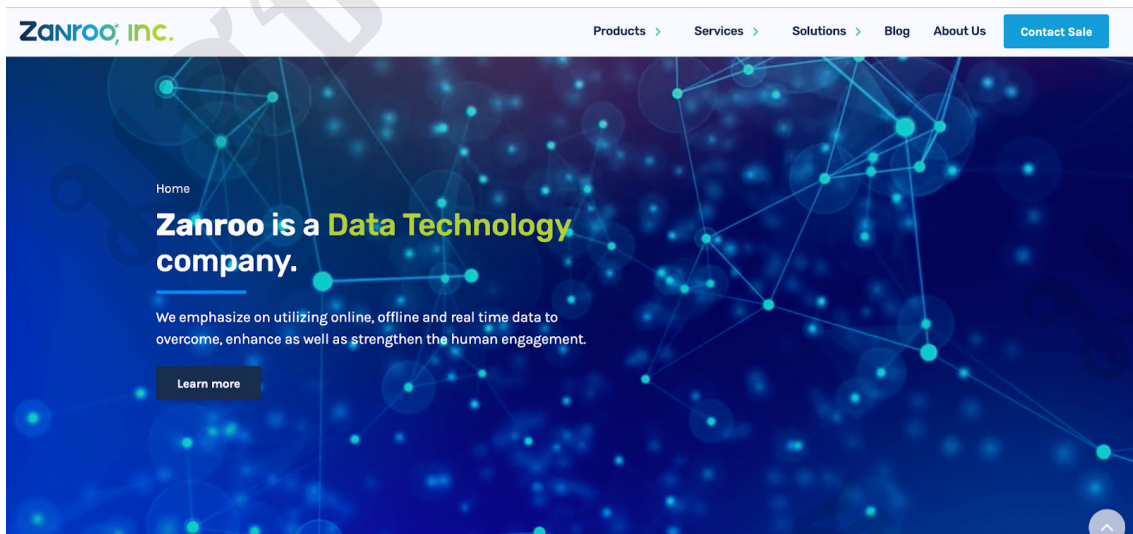 Zanroo, inc.
Products
Services
Solutions
Blog
About Us
Contact Sale
Home
Zanroo is a Data Technology
company.
We emphasize on utilizing online, offline and real time data to
overcome, enhance as well as strengthen the human engagement.
Learn more